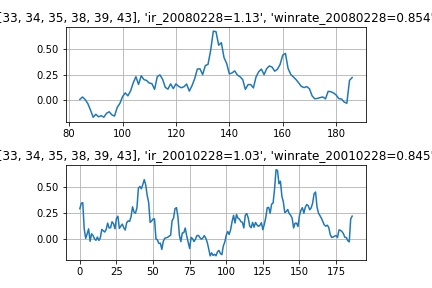 [33, 34, 35, 38, 39, 43], 'ir_20080228=1.13', 'winrate_20080228=0.854'
0.50
0.25
0.00
80 100 120 140 160 180
[33, 34, 35, 38, 39, 43], 'ir_20010228=1.03', 'winrate_20010228=0.845'
0.50
0.25
0.00
0 25 50 75 100 125 150 175